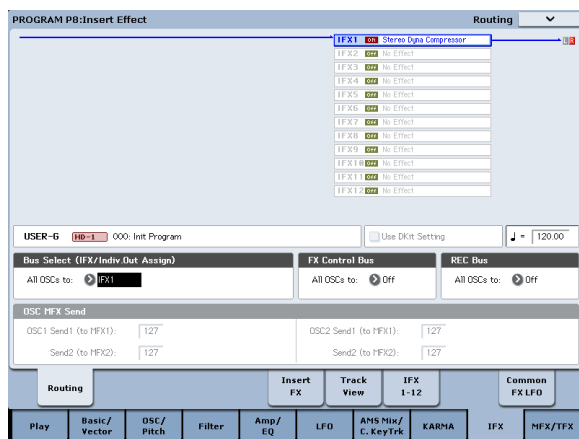 PROGRAM P8:Insert Effect Routing
IFX1 ON Stereo Dyna Compressor L R
IFX2 OFF No Effect
IFX3 OFF No Effect
IFX4 OFF No Effect
IFX5 OFF No Effect
IFX6 OFF No Effect
IFX7 OFF No Effect
IFX8 OFF No Effect
IFX9 OFF No Effect
IFX10 OFF No Effect
IFX11 OFF No Effect
IFX12 OFF No Effect
USER-G HD-1 000: Init Program Use DKit Setting ♩ = 120.00
Bus Select (IFX/Indiv.Out Assign) FX Control Bus REC Bus
All OSCs to: IFX1 All OSCs to: Off All OSCs to: Off
OSC MFX Send
OSC1 Send1 (to MFX1): 127 OSC2 Send1 (to MFX1): 127
Send2 (to MFX2): 127 Send2 (to MFX2): 127
Routing Insert FX Track View IFX 1-12 Common FX LFO
Play Basic/Vector OSC/Pitch Filter Amp/EQ LFO AMS Mix/C. KeyTrk KARMA IFX MFX/TFX